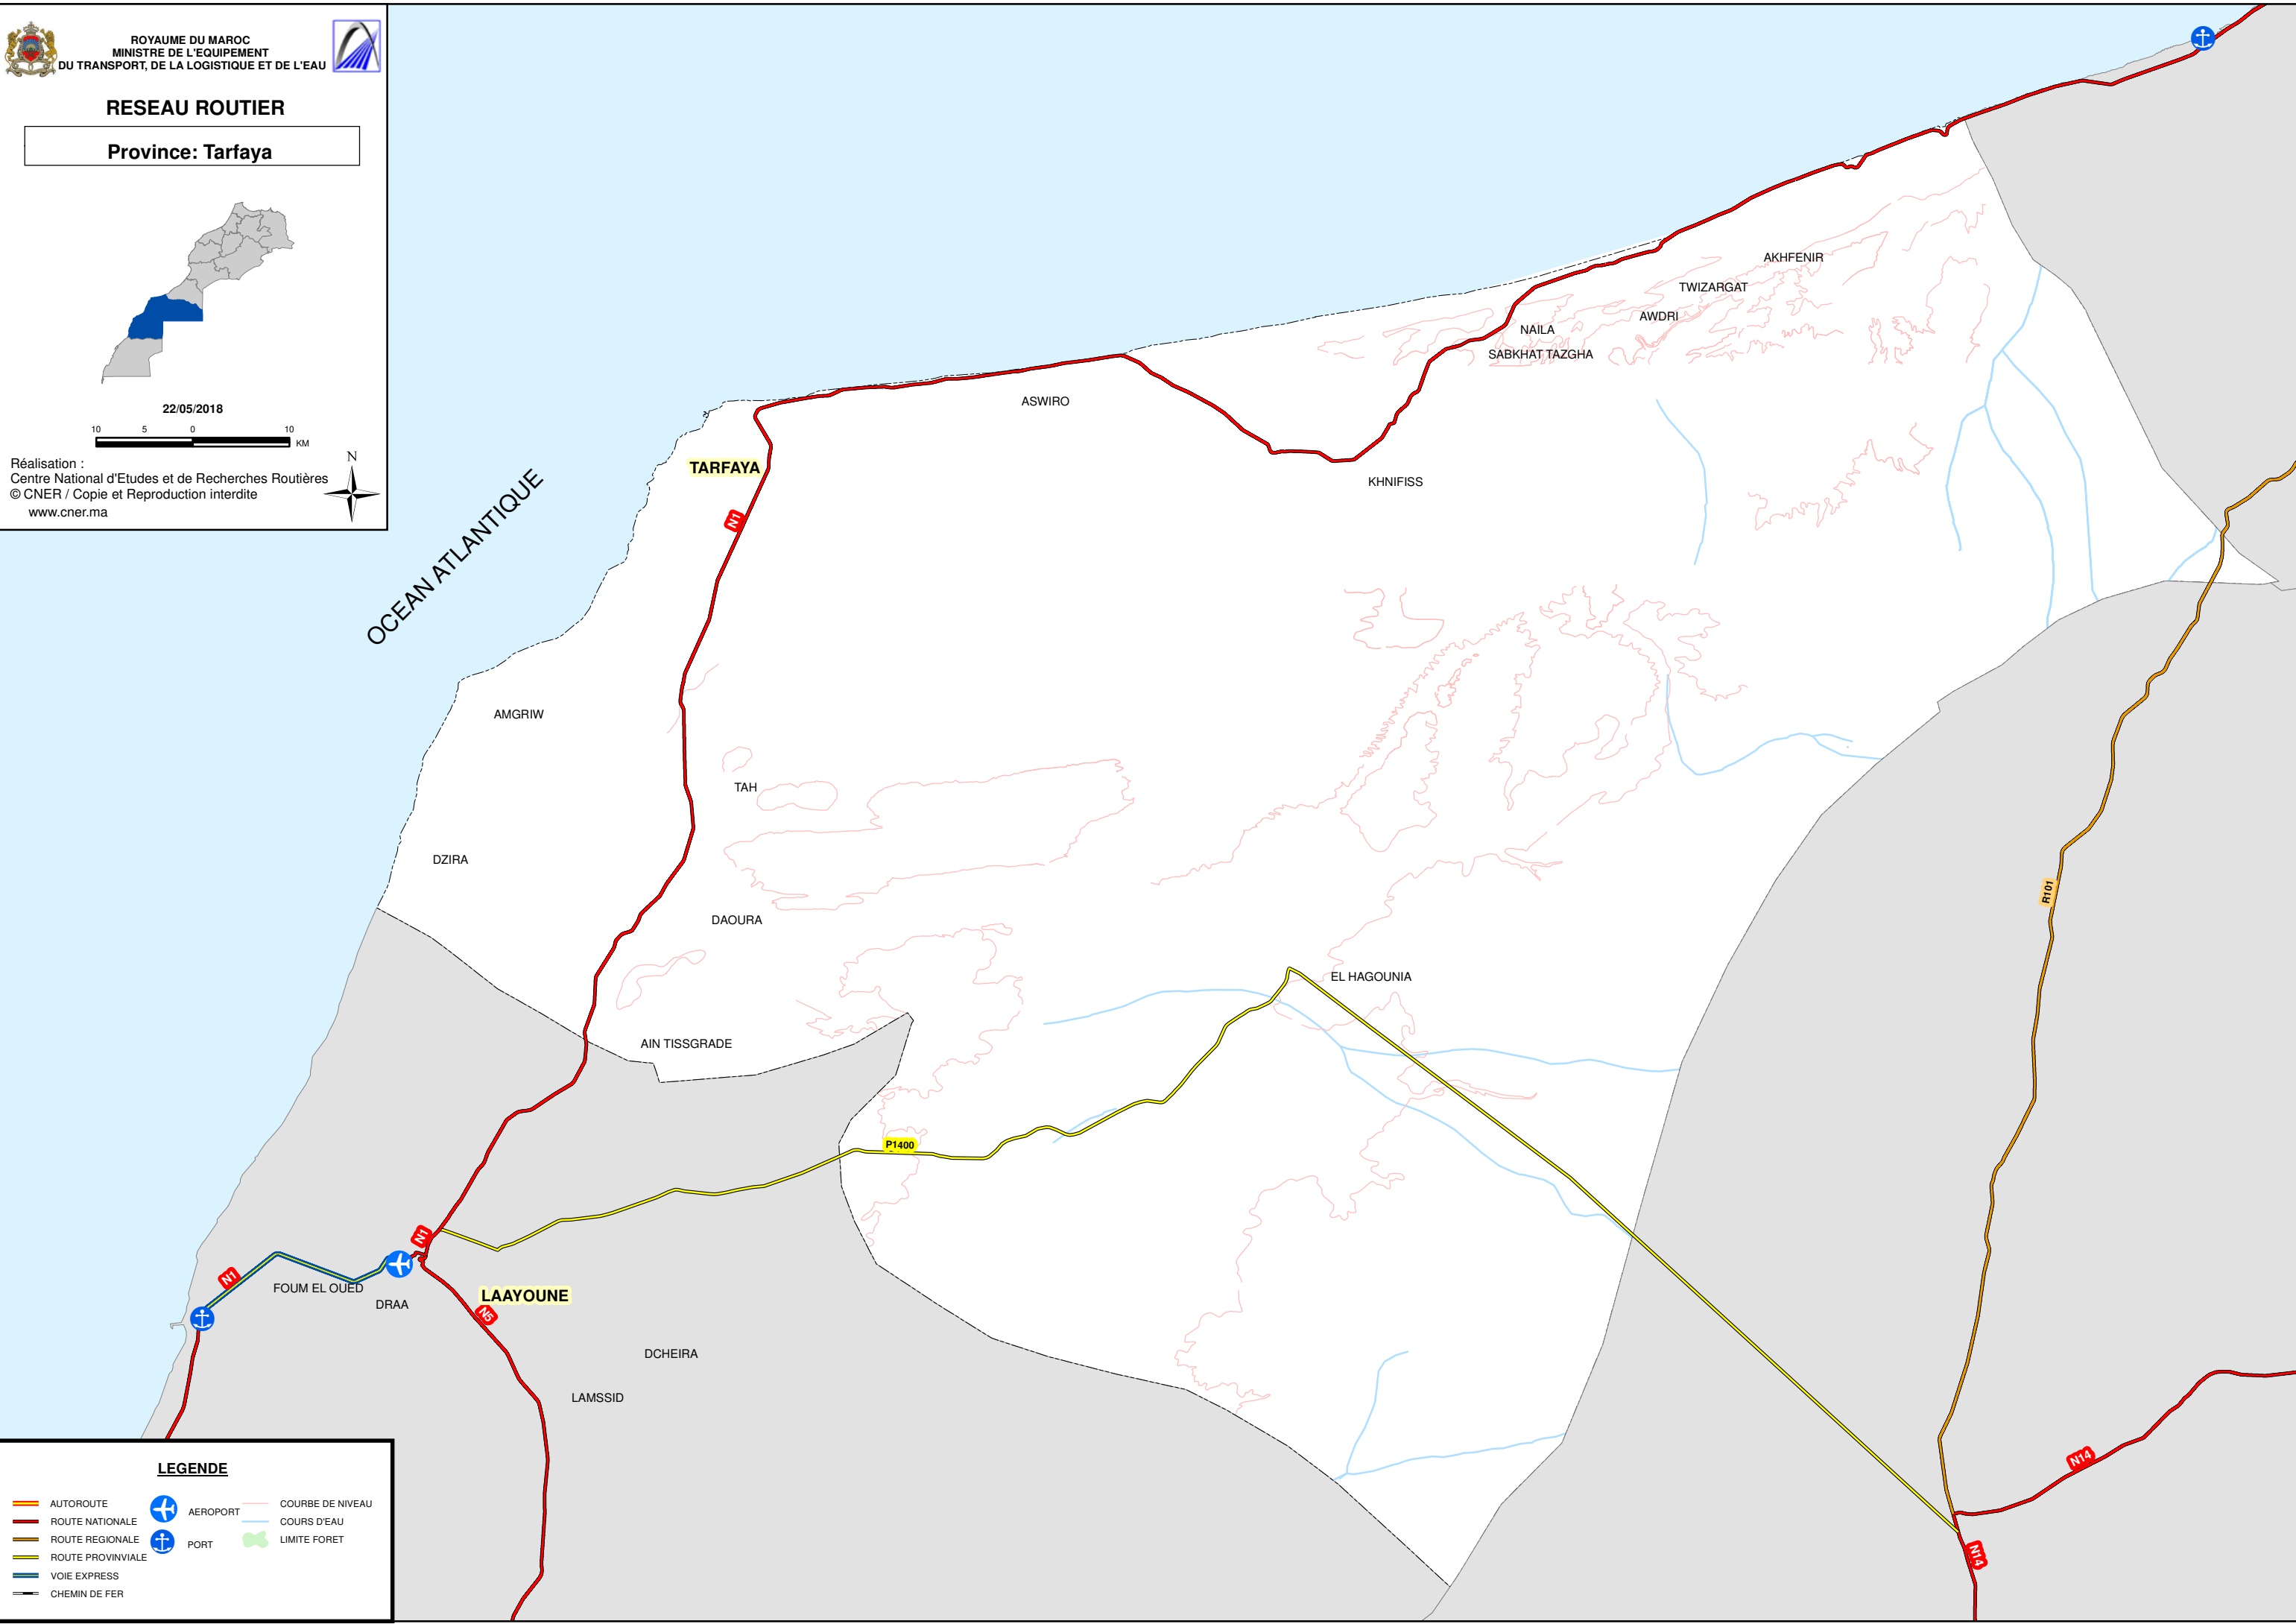 ROYAUME DU MAROC
MINISTRE DE L'EQUIPEMENT
DU TRANSPORT, DE LA LOGISTIQUE ET DE L'EAU
RESEAU ROUTIER
Province: Tarfaya
22/05/2018
10 5 0 10
KM
N
Réalisation :
Centre National d'Etudes et de Recherches Routières
© CNER / Copie et Reproduction interdite
www.cner.ma
OCEAN ATLANTIQUE
AKHFENIR
TWIZARGAT
AWDRI
NAILA
SABKHAT TAZGHA
ASWIRO
TARFAYA
KHNIFISS
N1
AMGRIW
TAH
DZIRA
R101
DAOURA
EL HAGOUNIA
AIN TISSGRADE
P1400
N1
N1
FOUM EL OUED
DRAA
LAAYOUNE
N5
DCHEIRA
LAMSSID
N14
N14
LEGENDE
AUTOROUTE
ROUTE NATIONALE
ROUTE REGIONALE
ROUTE PROVINVIALE
VOIE EXPRESS
CHEMIN DE FER
AEROPORT
PORT
COURBE DE NIVEAU
COURS D'EAU
LIMITE FORET